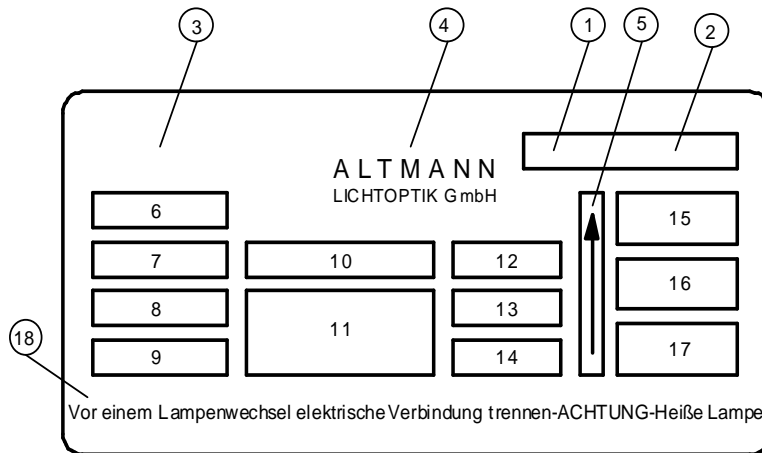 3 4 1 5 2
ALTMANN
LICHTOPTIK GmbH
6
15
7 10 12
16
8 11 13
18
9 14 17
Vor einem Lampenwechsel elektrische Verbindung trennen-ACHTUNG-Heiße Lampe